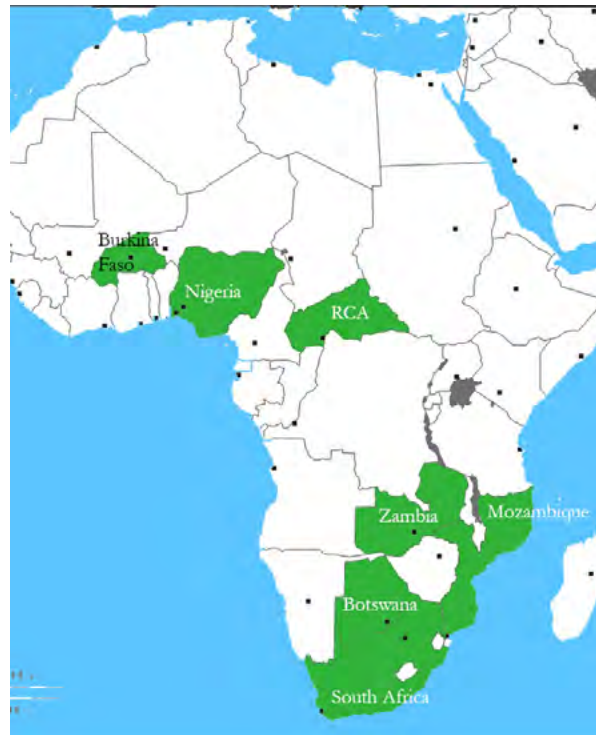 Burkina
Faso
Nigeria
RCA
Zambia
Mozambique
Botswana
South Africa